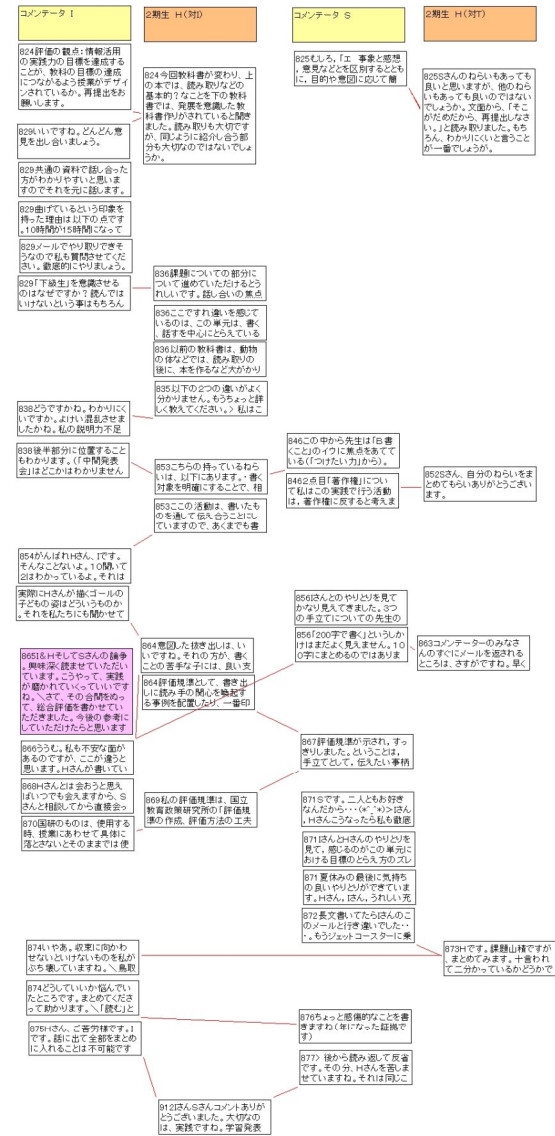 コメンテータ I
2期生 H(対I)
コメンテータ S
2期生 H(対T)
824評価の観点:情報活用
の実践力の目標を達成する
ことが、教科の目標の達成
につながるよう授業がデザイ
ンされているか。再提出をお
願いします。
824今回教科書が変わり、上
の本では、読み取りなどの
基本的?なことを下の教科
書では、発展を意識した教
科書作りがされていると聞き
ました。読み取りも大切です
が、同じように紹介し合う部
分も大切なのではないでしょ
うか。
825むしろ、「エ 事象と感想
,意見などとを区別するととも
に、目的や意図に応じて簡
825Sさんのねらいもあっても
良いと思いますが、他のねら
いもあっても良いのではない
でしょうか。文面から、「そこ
がだめだから、再提出しなさ
い。」と読み取りました。もち
ろん、わかりにくいと言うこと
が一番でしょうが。
829いいですね。どんどん意
見を出し合いましょう。
829共通の資料で話し合った
方がわかりやすいと思いま
すのでそれを元に話します。
829曲げているという印象を
持った理由は以下の点で
す。10時間が15時間になって
829メールでやり取りできそ
うなので私も質問させてくだ
さい。徹底的にやりましょう。
829「下級生」を意識させる
のはなぜですか?読んでは
いけないという事はもちろん
836課題についての部分に
ついて進めていただけるとう
れしいです。話し合いの焦点
836ここですれ違いを感じて
いるのは、この単元は、書く
、話すを中心にとらえている
836以前の教科書は、動物
の体などでは、読み取りの
後に、本を作るなど大がかり
835以下の2つの違いがよく
分かりません。もうちょっと詳
しく教えてください。> 私はこ
838どうですかね。わかりにく
いですか。よけい混乱させま
したかね。私の説明力不足
838後半部分に位置すること
もわかります。(「中間発表
会」はどこかはわかりません
846この中から先生は「B書
くこと」のイウに焦点をあてて
いる(「つけたい力」から)。
8462点目「著作権」につい
て私はこの実践で行う活動
は、著作権に反すると考えま
852Sさん、自分のねらいをま
とめてもらいありがとうござい
ます。
853こちらの持っているねら
いは、以下にあります。・書く
対象を明確にすることで、相
853ここの活動は、書いたも
のを通して伝え合うことにし
ていますので、あくまでも書
854がんばれHさん、Iです。
そんなことないよ。10聞いて
2はわかっているよ。それは
実際にHさんが描くゴールの
子どもの姿はどういうものか
。それを私たちにも聞かせて
856Iさんとのやりとりを見て
かなり見えてきました。3つ
の手立てについての先生の
856「200字で書く」というしか
けはまだよく見えません。10
0字にまとめるのではありま
863コメンテーターのみなさ
んのすぐにメールを返され
るところは、さすがですね。早く
864意図した抜き出しは、い
いですね。それの方が、書く
ことの苦手な子には、良い支
864評価規準として、書き出
しに読み手の関心を喚起す
る事例を配置したり、一番印
865I&HそしてSさんの論争
。興味深く読ませていただい
ています。こうやって、実践
が磨かれていくっていいです
ね。\さて、その合間をぬっ
て、総合評価を書かせていた
だきました。今後の参考に
していただけたらと思います
866ううむ。私も不安な面が
あるのですが、ここが違うと
思います。Hさんが書いてい
867評価規準が示され,すっ
きりしました。ということは,
手立てとして,伝えたい事柄
868Hさんとは会おうと思え
ばいつでも会えますから、S
さんと相談してから直接会っ
869私の評価規準は、国立
教育政策研究所の「評価規
準の作成、評価方法の工夫
870国研のものは、使用する
時、授業にあわせて具体に
落とさないとそのままでは使
871Sです。二人ともお好き
なんだから・・・(*^_^*)>Iさん
,Hさんこうなったら私も徹底
871IさんとHさんのやりとりを
見て,感じるのがこの単元に
おける目標のとらえ方のズレ
871夏休みの最後に気持ち
の良いやりとりができていま
す。Hさん,Iさん,うれしい充
872長文書いてたらIさんのこ
のメールと行き違いでした・・
・。もうジェットコースターに乗
873Hです。課題山積ですが
、まとめてみます。十言われ
て二分かっているかどうかで
874いやあ。収束に向かわ
せないといけないものを私が
ぶち壊していますね。\鳥取
874どうしていいか悩んでい
たところです。まとめてくださ
って助かります。\「読む」と
875Hさん、ご苦労様です。I
です。話に出て全部をまとめ
に入れることは不可能です
876ちょっと感傷的なことを書
きますね(年になった証拠で
す)
877> 後から読み返して反省
です。その分、Hさんを苦しま
せていますね。それは同じこ
912IさんSさんコメントありが
とうございました。大切なの
は、実践ですね。学習発表